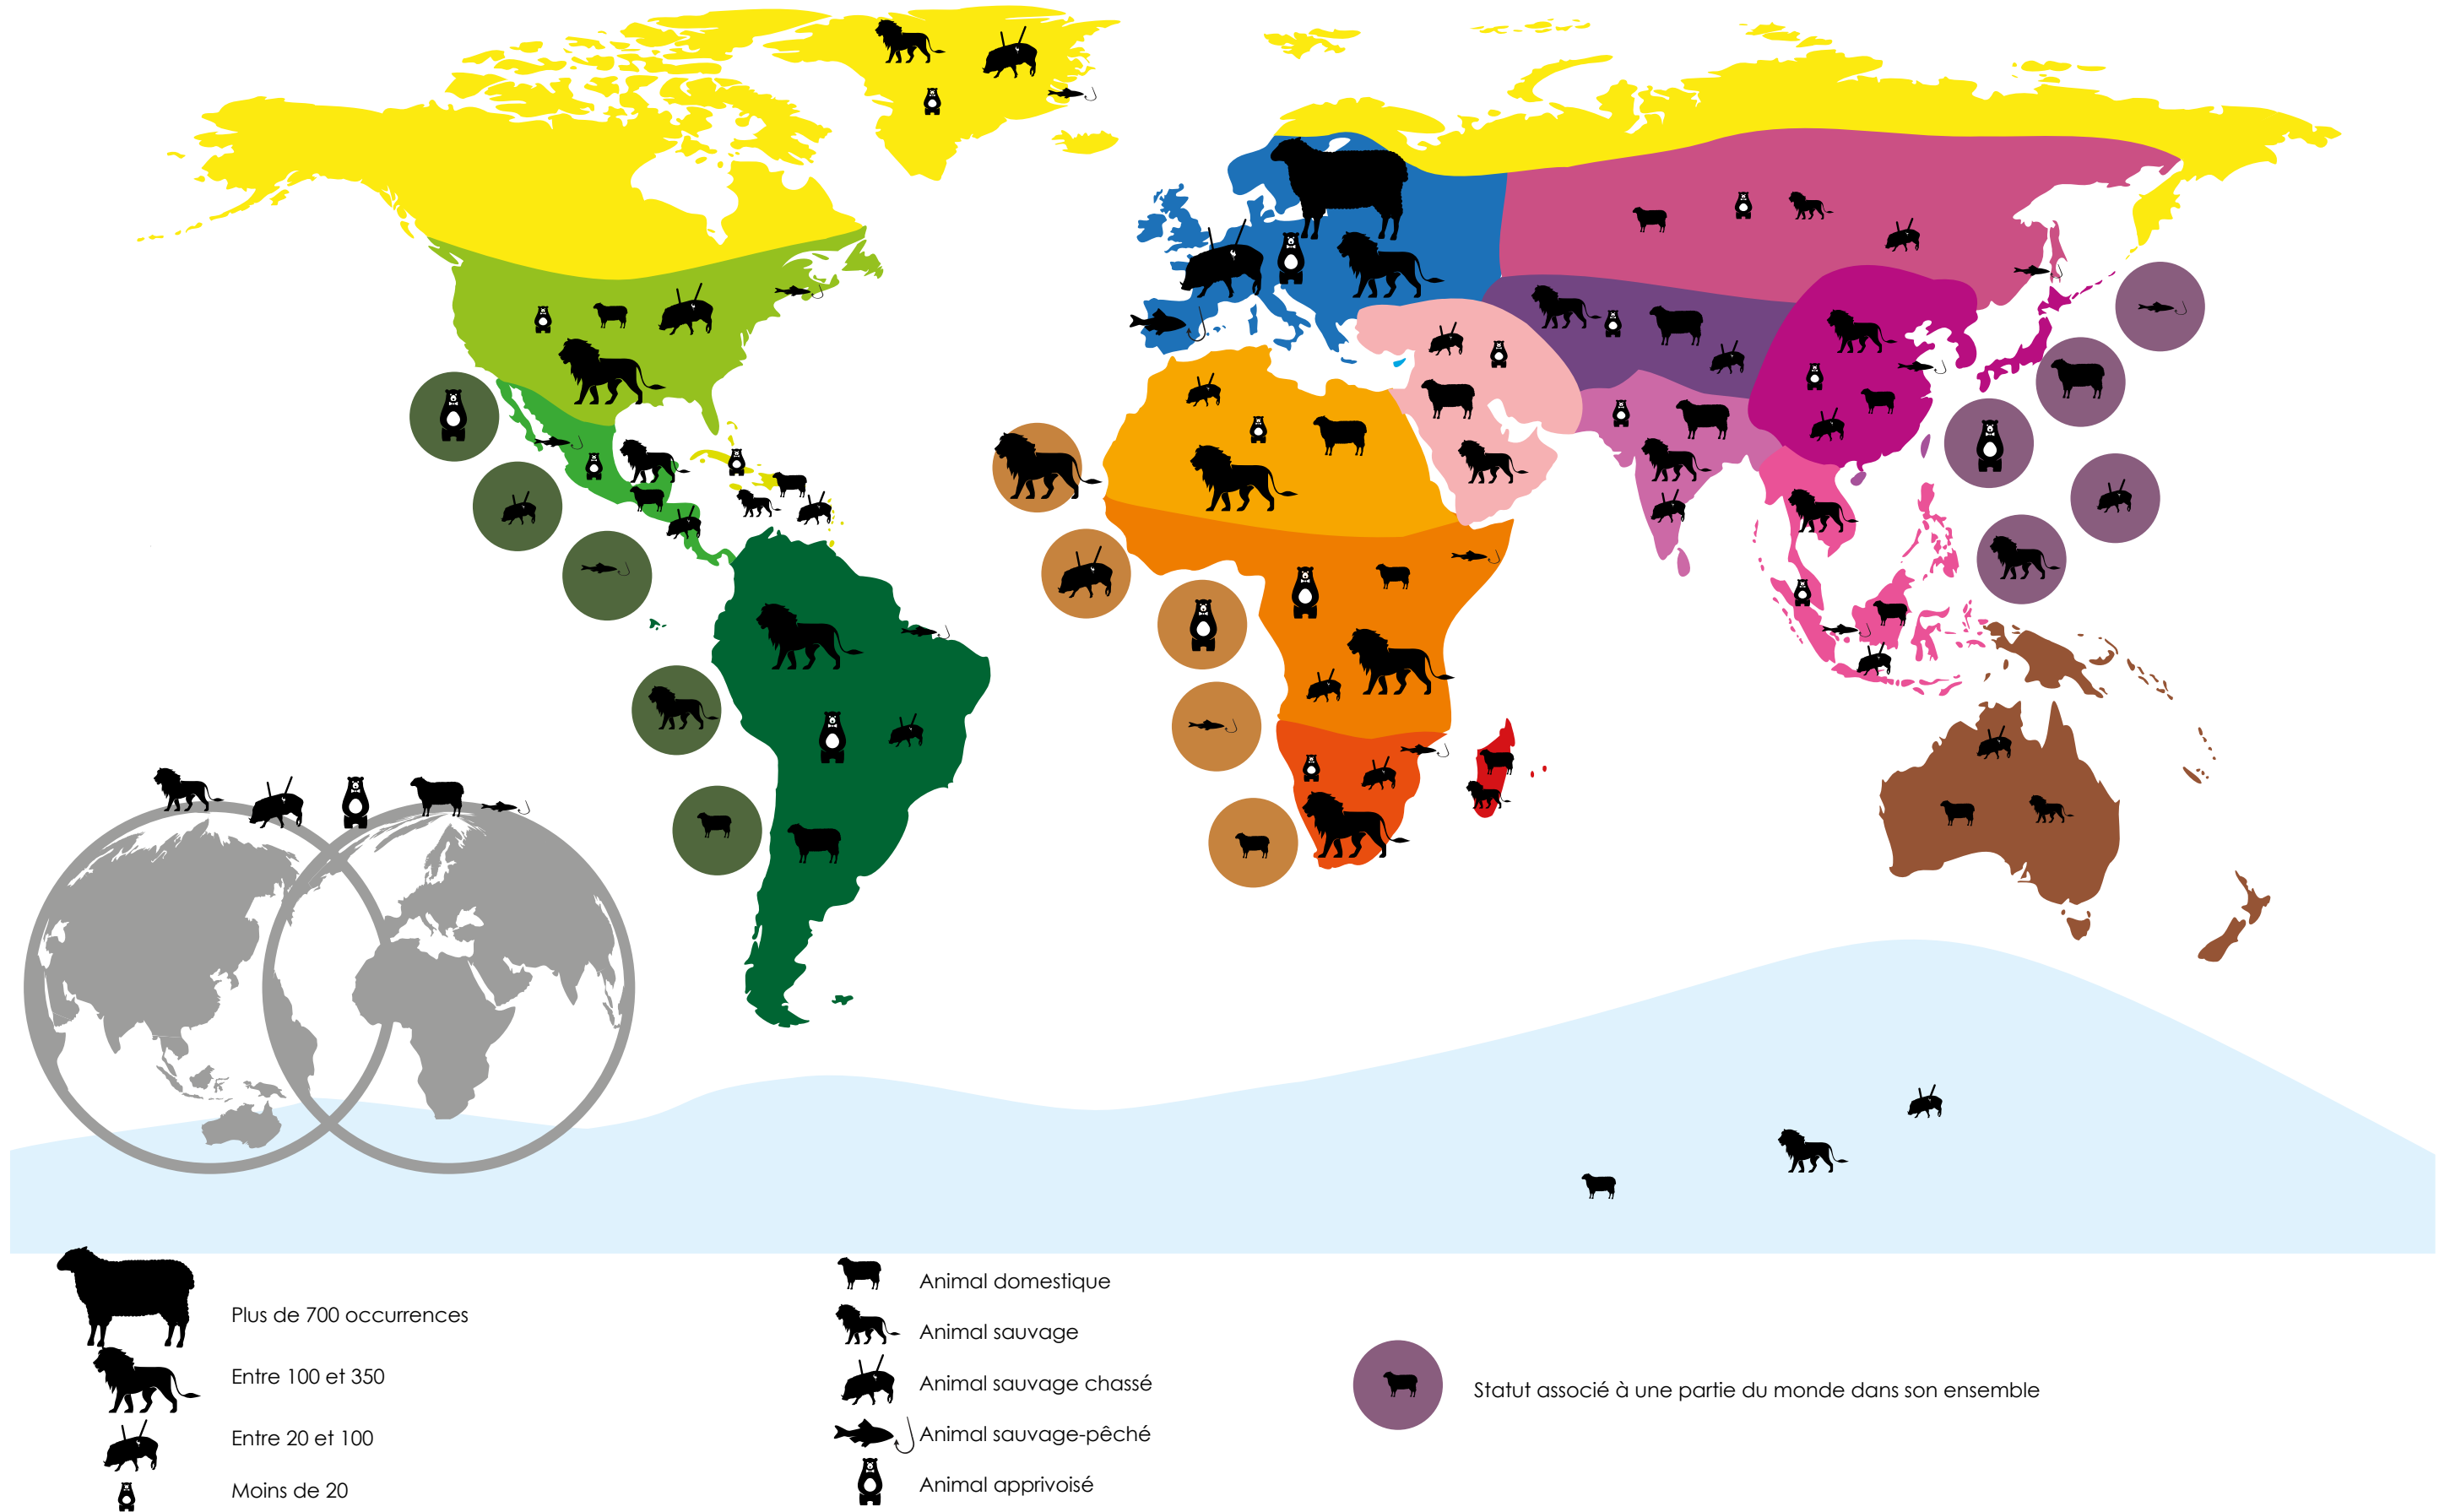 Plus de 700 occurrences
Entre 100 et 350
Entre 20 et 100
Moins de 20
Animal domestique
Animal sauvage
Animal sauvage chassé
Animal sauvage-pêché
Animal apprivoisé
Statut associé à une partie du monde dans son ensemble